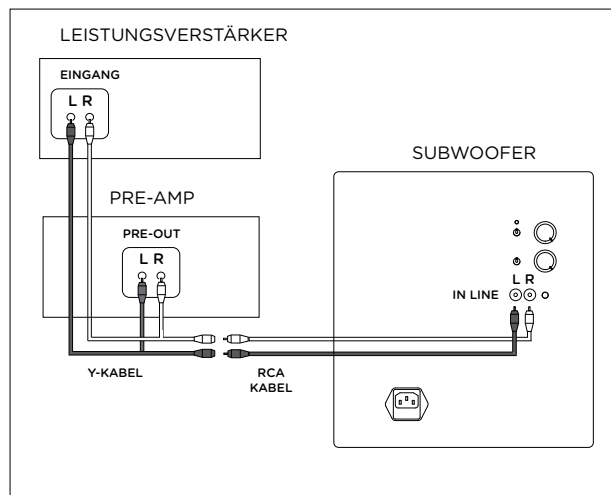 LEISTUNGSVERSTÄRKER
EINGANG
L R
SUBWOOFER
PRE-AMP
PRE-OUT
L R
L R
IN LINE
Y-KABEL
RCA
KABEL